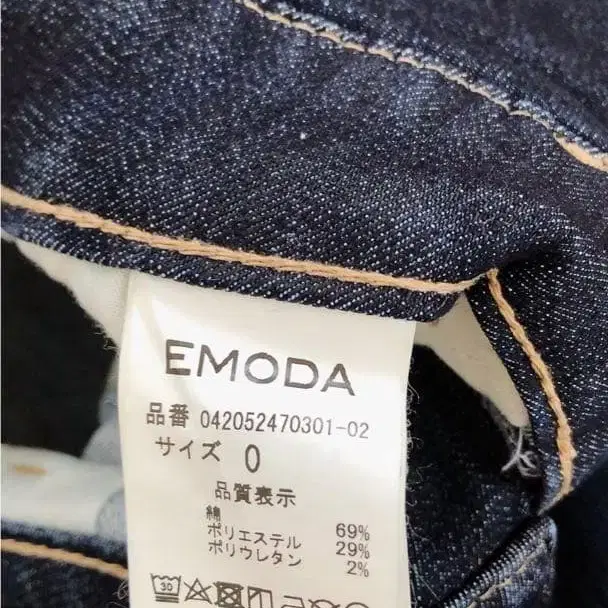 EMODA
品番 042052470301-02
サイズ 0
品質表示
綿 69%
ポリエステル 29%
ポリウレタン 2%
30